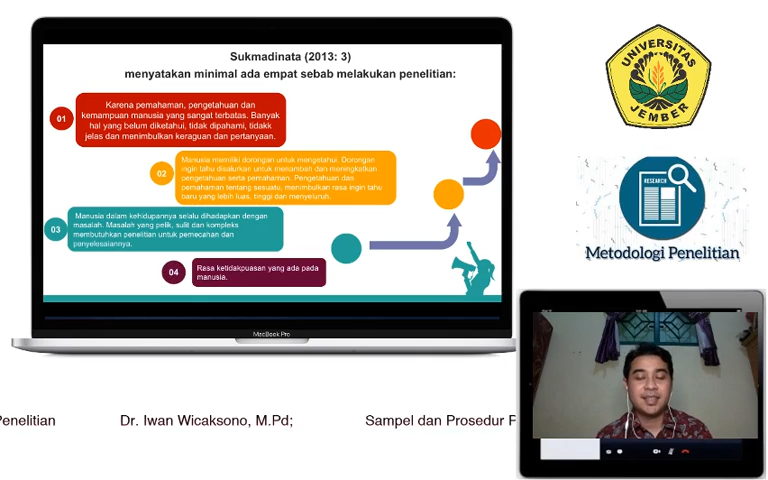 Sukmadinata (2013: 3)
menyatakan minimal ada empat sebab melakukan penelitian:
01
Karena pemahaman, pengetahuan dan
kemampuan manusia yang sangat terbatas. Banyak
hal yang belum diketahui, tidak dipahami, tidakk
jelas dan menimbulkan keraguan dan pertanyaan.
02
Manusia memiliki dorongan untuk mengetahui. Dorongan
ingin tahu disalurkan untuk menambah dan meningkatkan
pengetahuan serta pemahaman. Pengetahuan dan
pemahaman tentang sesuatu, menimbulkan rasa ingin tahu
baru yang lebih luas, tinggi dan menyeluruh.
03
Manusia dalam kehidupannya selalu dihadapkan dengan
masalah. Masalah yang pelik, sulit dan kompleks
membutuhkan penelitian untuk pemecahan dan
penyelesaiannya.
04
Rasa ketidakpuasan yang ada pada
manusia.
MacBook Pro
UNIVERSITAS
JEMBER
RESEARCH
Metodologi Penelitian
Penelitian Dr. Iwan Wicaksono, M.Pd; Sampel dan Prosedur P